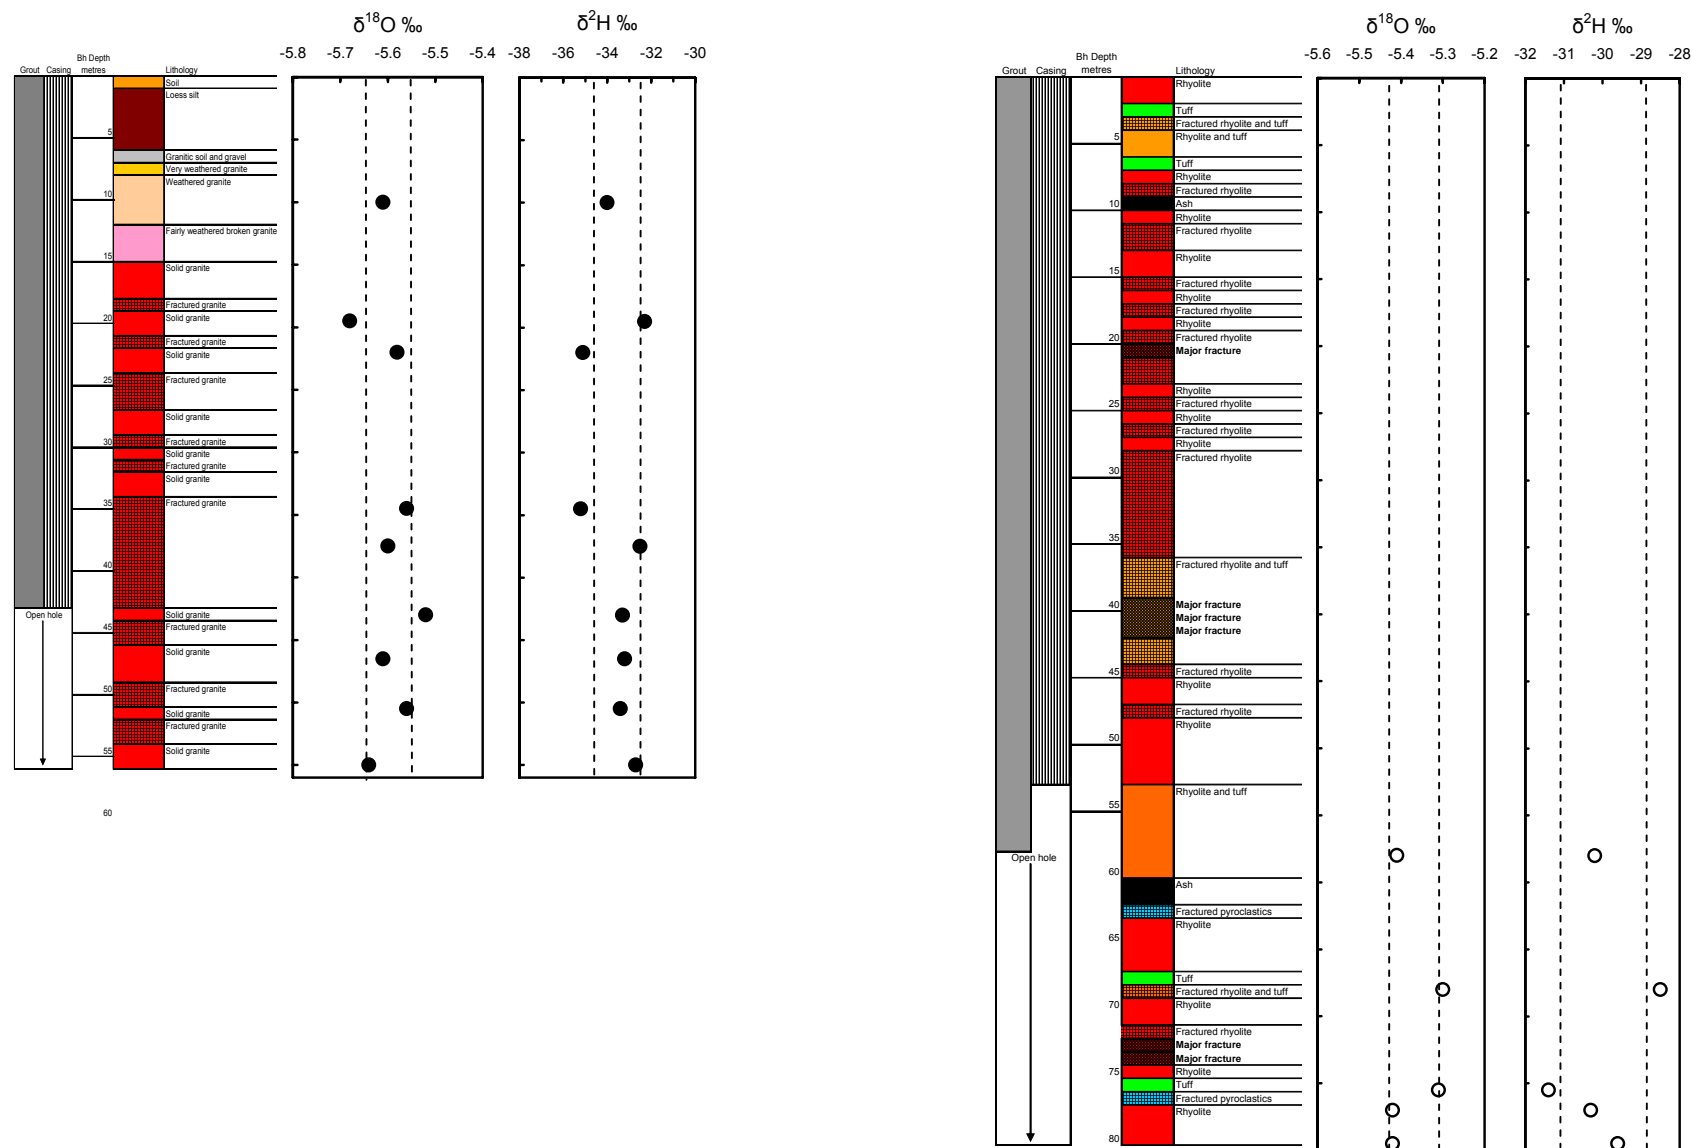 δ18O ‰
δ2H ‰
-5.8 -5.7 -5.6 -5.5 -5.4 -38 -36 -34 -32 -30
Bh Depth
Grout Casing metres Lithology
Soil
Loess silt
5
Granitic soil and gravel
Very weathered granite
Weathered granite
10
Fairly weathered broken granite
15
Solid granite
Fractured granite
20 Solid granite
Fractured granite
Solid granite
25 Fractured granite
Solid granite
30 Fractured granite
Solid granite
Fractured granite
Solid granite
35 Fractured granite
40
Open hole Solid granite
45 Fractured granite
Solid granite
50 Fractured granite
Solid granite
Fractured granite
55 Solid granite
60
δ18O ‰
δ2H ‰
-5.6 -5.5 -5.4 -5.3 -5.2 -32 -31 -30 -29 -28
Bh Depth
Grout Casing metres Lithology
Rhyolite
Tuff
Fractured rhyolite and tuff
5 Rhyolite and tuff
Tuff
Rhyolite
Fractured rhyolite
10 Ash
Rhyolite
Fractured rhyolite
Rhyolite
15
Fractured rhyolite
Rhyolite
Fractured rhyolite
Rhyolite
20 Fractured rhyolite
Major fracture
Rhyolite
25 Fractured rhyolite
Rhyolite
Fractured rhyolite
Rhyolite
Fractured rhyolite
30
35
Fractured rhyolite and tuff
40 Major fracture
Major fracture
Major fracture
45 Fractured rhyolite
Rhyolite
Fractured rhyolite
Rhyolite
50
Rhyolite and tuff
55
Open hole
60
Ash
Fractured pyroclastics
Rhyolite
65
Tuff
Fractured rhyolite and tuff
70 Rhyolite
Fractured rhyolite
Major fracture
Major fracture
75 Rhyolite
Tuff
Fractured pyroclastics
Rhyolite
80